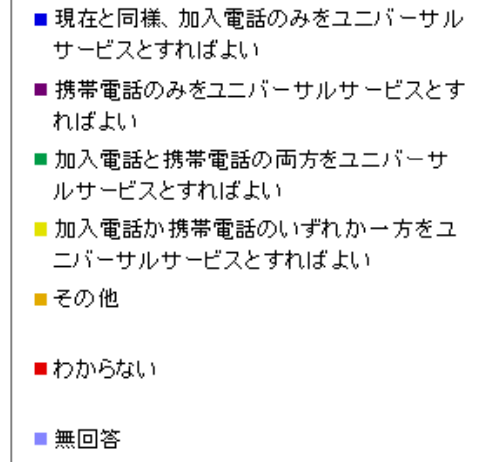 現在と同様、加入電話のみをユニバーサル
サービスとすればよい
携帯電話のみをユニバーサルサービスとす
ればよい
加入電話と携帯電話の両方をユニバーサ
ルサービスとすればよい
加入電話か携帯電話のいずれか一方をユ
ニバーサルサービスとすればよい
その他
わからない
無回答